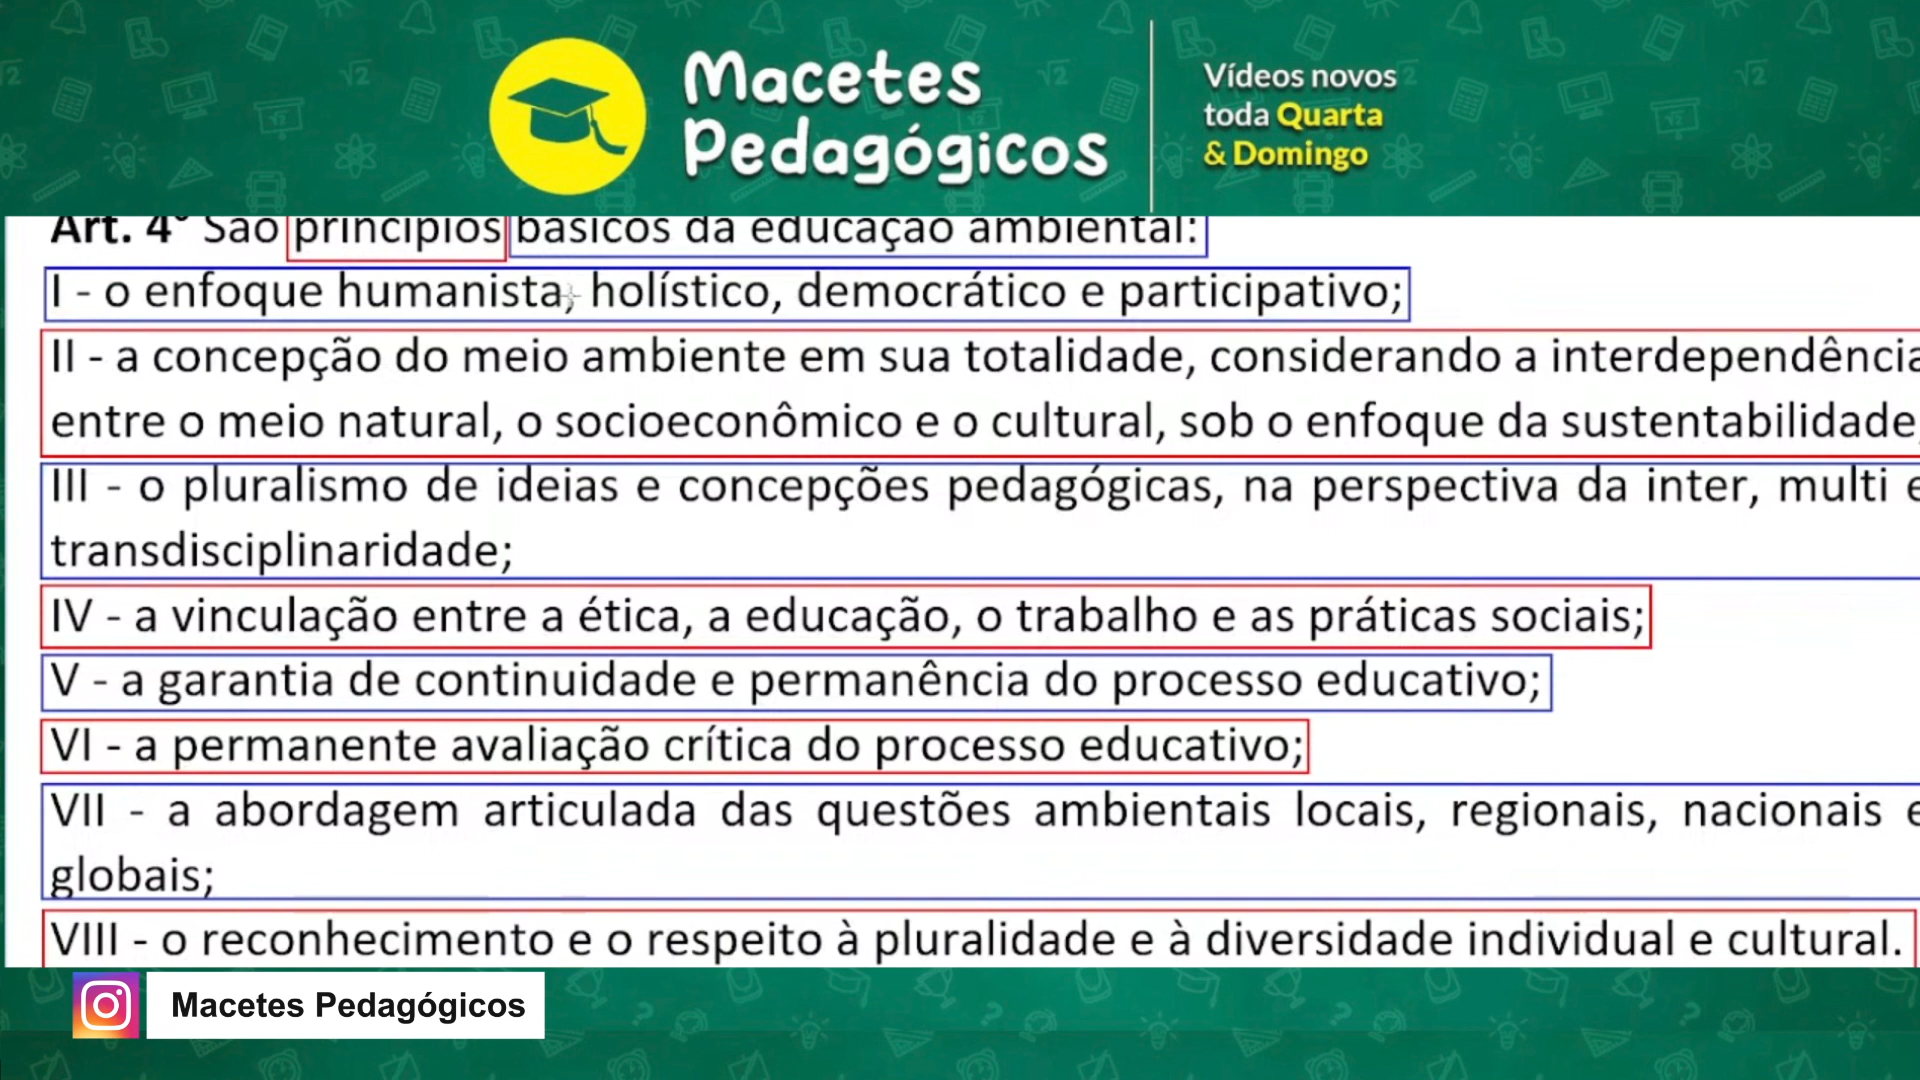 Macetes
Pedagógicos
Vídeos novos
toda Quarta
& Domingo
Art. 4° São princípios básicos da educação ambiental:
I - o enfoque humanista, holístico, democrático e participativo;
II - a concepção do meio ambiente em sua totalidade, considerando a interdependência
entre o meio natural, o socioeconômico e o cultural, sob o enfoque da sustentabilidade;
III - o pluralismo de ideias e concepções pedagógicas, na perspectiva da inter, multi e
transdisciplinaridade;
IV - a vinculação entre a ética, a educação, o trabalho e as práticas sociais;
V - a garantia de continuidade e permanência do processo educativo;
VI - a permanente avaliação crítica do processo educativo;
VII - a abordagem articulada das questões ambientais locais, regionais, nacionais e
globais;
VIII - o reconhecimento e o respeito à pluralidade e à diversidade individual e cultural.
Macetes Pedagógicos